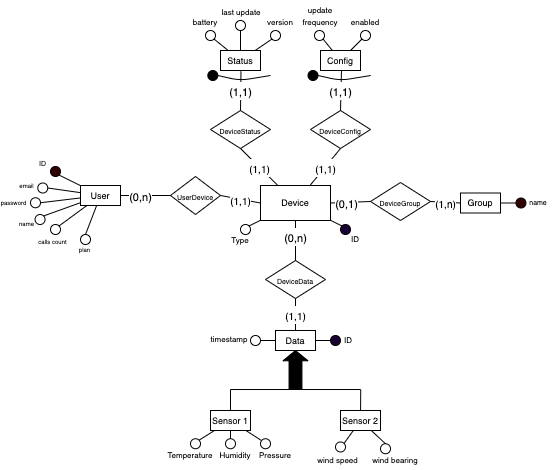 last update
battery
version
update
frequency
enabled
Status
Config
(1,1)
(1,1)
DeviceStatus
DeviceConfig
(1,1)
(1,1)
ID
email
password
name
calls count
plan
User
(0,n)
UserDevice
(1,1)
Device
(0,1)
DeviceGroup
(1,n)
Group
name
Type
(0,n)
ID
DeviceData
(1,1)
timestamp
Data
ID
Sensor 1
Sensor 2
Temperature
Humidity
Pressure
wind speed
wind bearing